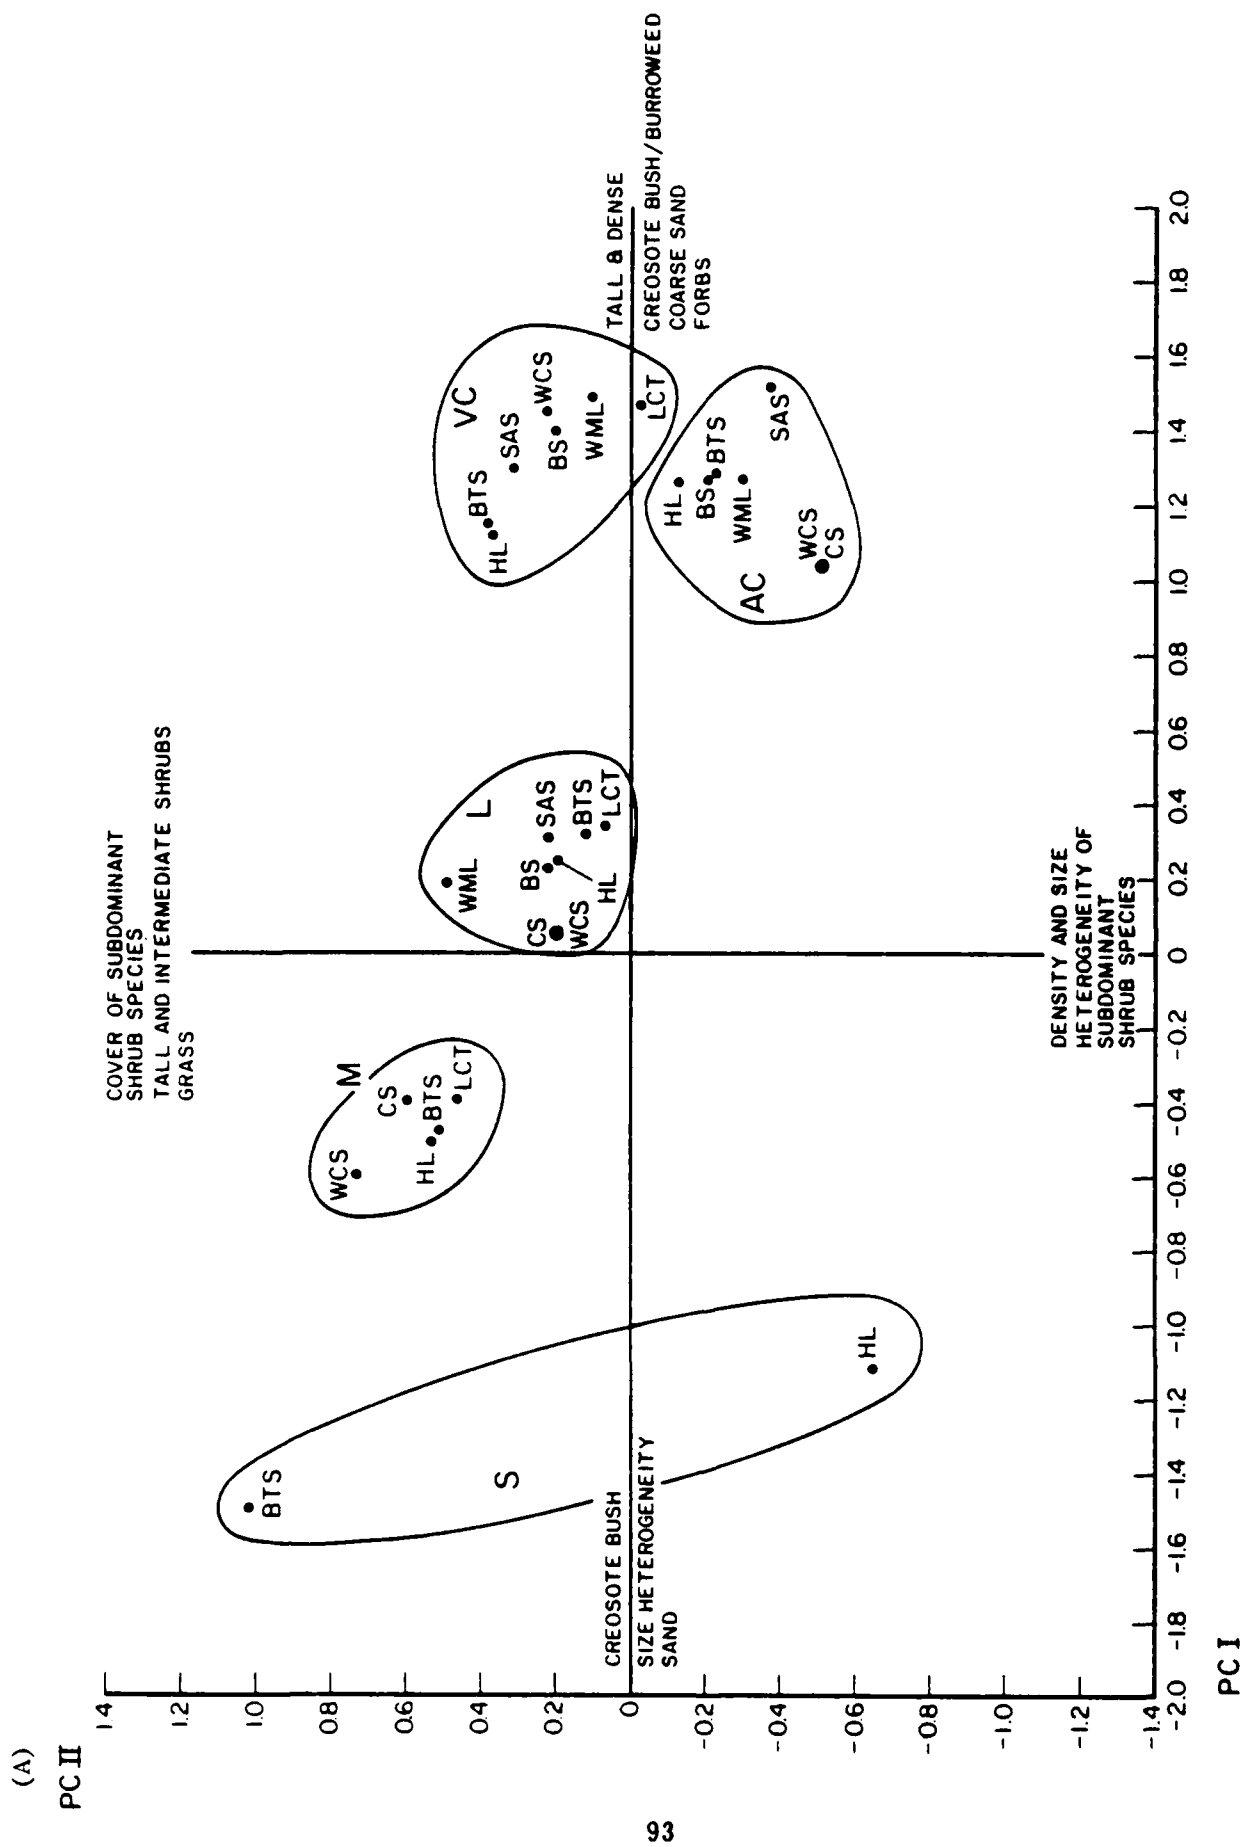 (A)
PC II
COVER OF SUBDOMINANT
SHRUB SPECIES
TALL AND INTERMEDIATE SHRUBS
GRASS
1.4
1.2
1.0
0.8
0.6
0.4
0.2
0
-0.2
-0.4
-0.6
-0.8
-1.0
-1.2
-1.4
BTS
S
HL
CREOSOTE BUSH
SIZE HETEROGENEITY
SAND
M
WCS
CS
HL
BTS
LCT
L
WML
BS
SAS
CS
WCS
HL
BTS
LCT
VC
BTS
HL
SAS
WCS
BS
WML
LCT
TALL & DENSE
CREOSOTE BUSH/BURROWEED
COARSE SAND
FORBS
HL
BS
BTS
WML
SAS
AC
WCS
CS
DENSITY AND SIZE
HETEROGENEITY OF
SUBDOMINANT
SHRUB SPECIES
-2.0 -1.8 -1.6 -1.4 -1.2 -1.0 -0.8 -0.6 -0.4 -0.2 0 0.2 0.4 0.6 0.8 1.0 1.2 1.4 1.6 1.8 2.0
PC I
93